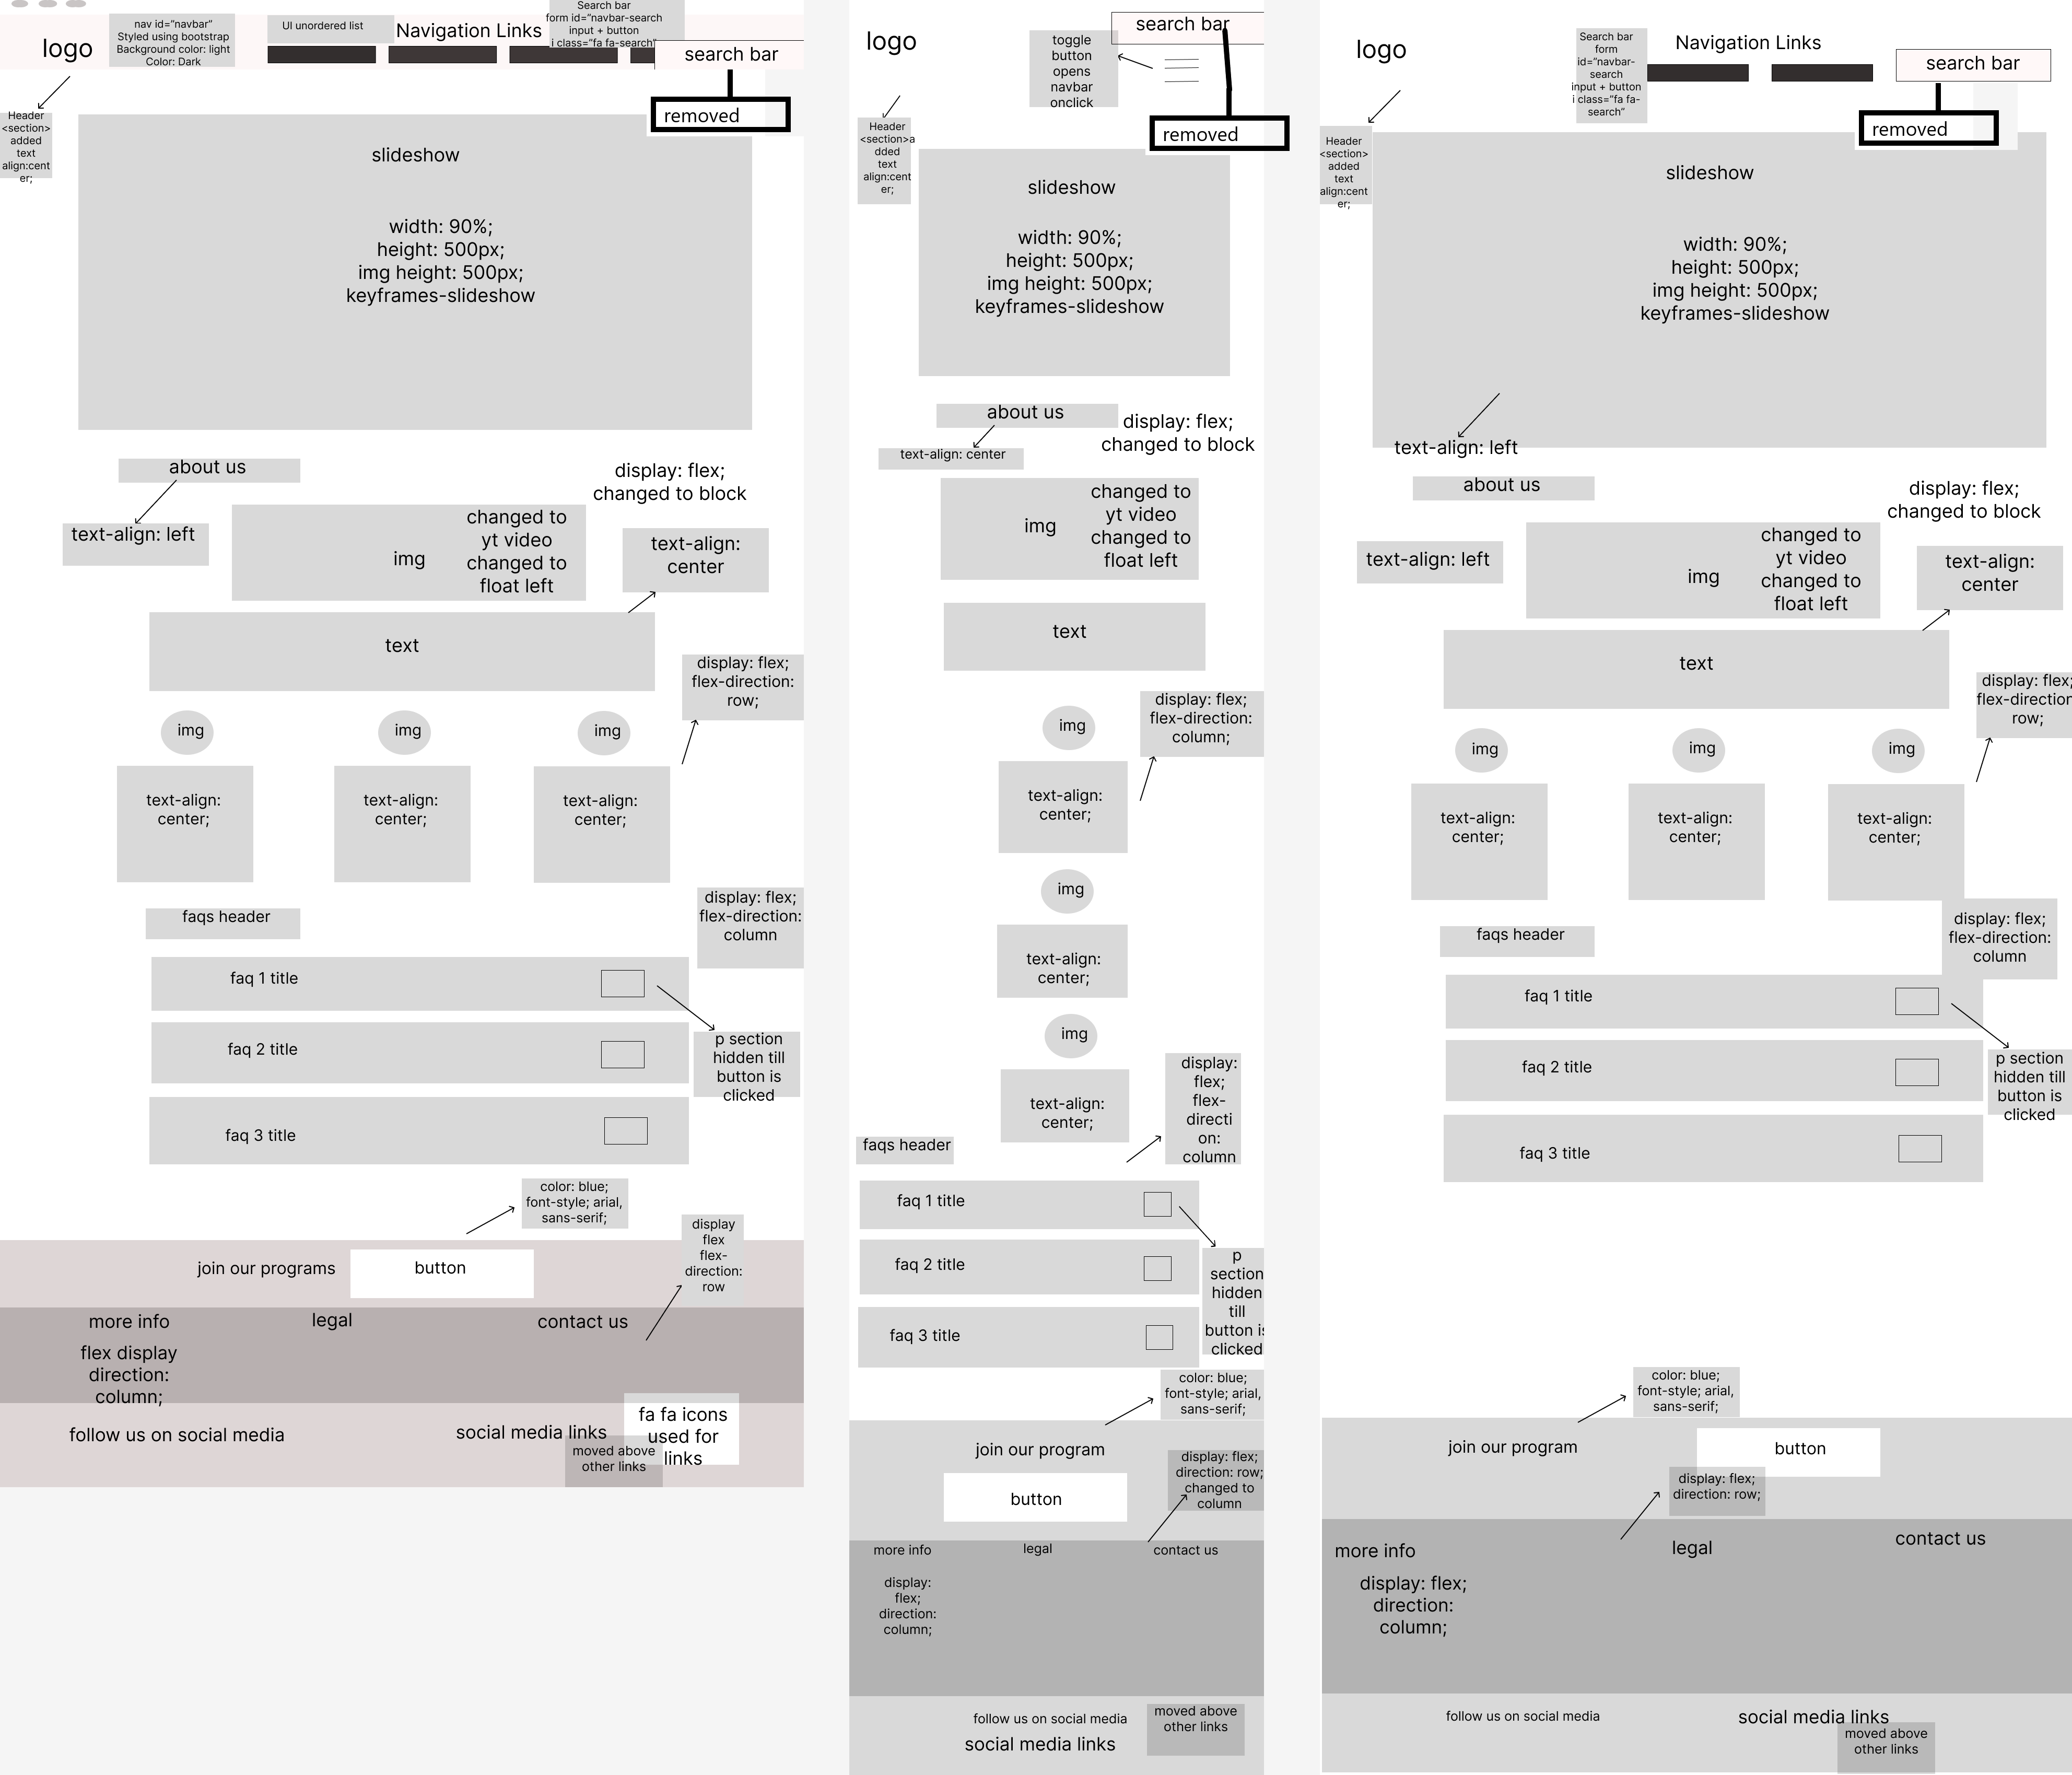 logo
nav id="navbar"
Styled using bootstrap
Background color: light
Color: Dark
UI unordered list
Navigation Links
Search bar
form id="navbar-search
input + button
i class="fa fa-search"
search bar
removed
Header
<section>
added
text
align:cent
er;
slideshow
width: 90%;
height: 500px;
img height: 500px;
keyframes-slideshow
about us
text-align: left
display: flex;
changed to block
img
changed to
yt video
changed to
float left
text-align:
center
text
display: flex;
flex-direction:
row;
img
img
img
text-align:
center;
text-align:
center;
text-align:
center;
faqs header
display: flex;
flex-direction:
column
faq 1 title
faq 2 title
faq 3 title
p section
hidden till
button is
clicked
color: blue;
font-style; arial,
sans-serif;
display
flex
flex-
direction:
row
join our programs
button
more info
legal
contact us
flex display
direction:
column;
follow us on social media
social media links
fa fa icons
used for
links
moved above
other links
logo
toggle
button
opens
navbar
onclick
search bar
removed
Header
<section>a
dded
text
align:cent
er;
slideshow
width: 90%;
height: 500px;
img height: 500px;
keyframes-slideshow
about us
text-align: center
display: flex;
changed to block
img
changed to
yt video
changed to
float left
text
display: flex;
flex-direction:
column;
img
text-align:
center;
img
text-align:
center;
img
text-align:
center;
display:
flex;
flex-
directi
on:
column
faqs header
faq 1 title
faq 2 title
faq 3 title
p
section
hidden
till
button is
clicked
color: blue;
font-style; arial,
sans-serif;
join our program
button
display: flex;
direction: row;
changed to
column
more info
legal
contact us
display:
flex;
direction:
column;
follow us on social media
social media links
moved above
other links
logo
Search bar
form
id="navbar-
search
input + button
i class="fa fa-
search"
Navigation Links
search bar
removed
Header
<section>
added
text
align:cent
er;
slideshow
width: 90%;
height: 500px;
img height: 500px;
keyframes-slideshow
text-align: left
about us
display: flex;
changed to block
text-align: left
img
changed to
yt video
changed to
float left
text-align:
center
text
display: flex;
flex-direction
row;
img
img
img
text-align:
center;
text-align:
center;
text-align:
center;
faqs header
display: flex;
flex-direction:
column
faq 1 title
faq 2 title
faq 3 title
p section
hidden till
button is
clicked
color: blue;
font-style; arial,
sans-serif;
join our program
button
display: flex;
direction: row;
more info
legal
contact us
display: flex;
direction:
column;
follow us on social media
social media links
moved above
other links